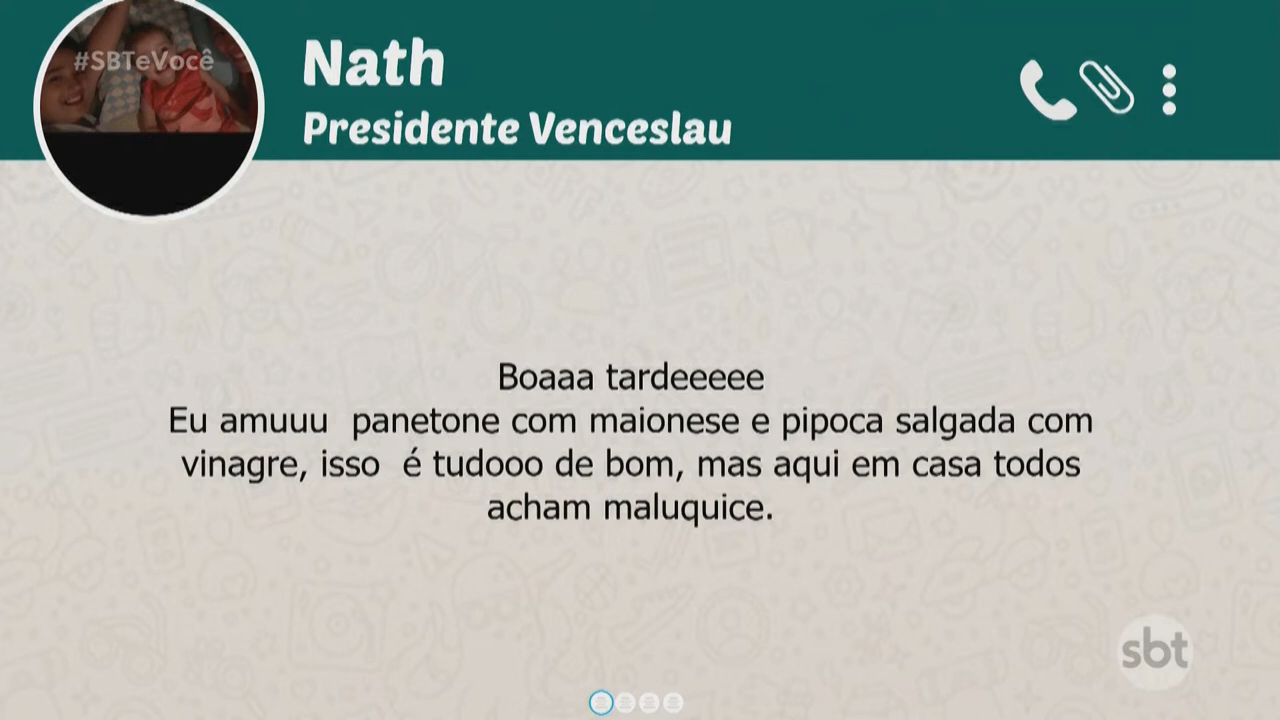 #SBTeVocê
Nath
Presidente Venceslau
Boaaa tardeeeee
Eu amuuu  panetone com maionese e pipoca salgada com
vinagre, isso  é tudooo de bom, mas aqui em casa todos
acham maluquice.
sbt